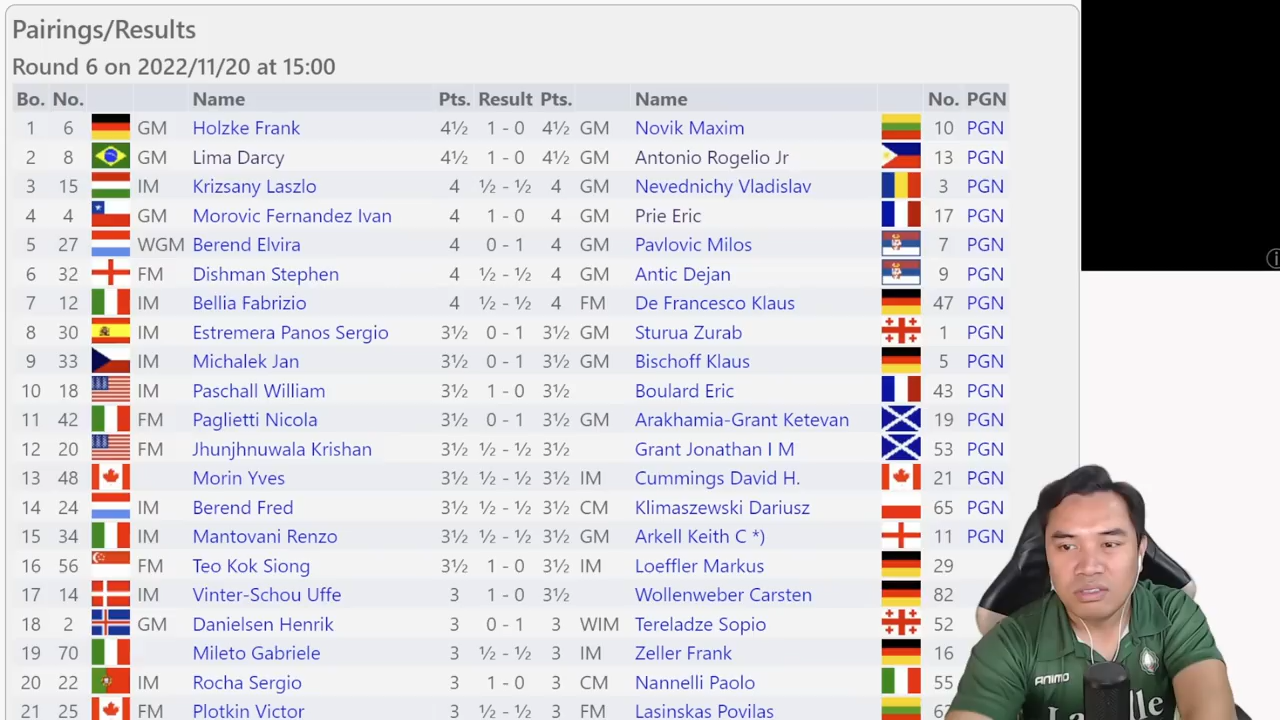 Pairings/Results
Round 6 on 2022/11/20 at 15:00
Bo. No. Name Pts. Result Pts. Name No. PGN
1 6 GM Holzke Frank 4½ 1 - 0 4½ GM Novik Maxim 10 PGN
2 8 GM Lima Darcy 4½ 1 - 0 4½ GM Antonio Rogelio Jr 13 PGN
3 15 IM Krizsany Laszlo 4 ½ - ½ 4 GM Nevednichy Vladislav 3 PGN
4 4 GM Morovic Fernandez Ivan 4 1 - 0 4 GM Prie Eric 17 PGN
5 27 WGM Berend Elvira 4 0 - 1 4 GM Pavlovic Milos 7 PGN
6 32 FM Dishman Stephen 4 ½ - ½ 4 GM Antic Dejan 9 PGN
7 12 IM Bellia Fabrizio 4 ½ - ½ 4 FM De Francesco Klaus 47 PGN
8 30 IM Estremera Panos Sergio 3½ 0 - 1 3½ GM Sturua Zurab 1 PGN
9 33 IM Michalek Jan 3½ 0 - 1 3½ GM Bischoff Klaus 5 PGN
10 18 IM Paschall William 3½ 1 - 0 3½ Boulard Eric 43 PGN
11 42 FM Paglietti Nicola 3½ 0 - 1 3½ GM Arakhamia-Grant Ketevan 19 PGN
12 20 FM Jhunjhnuwala Krishan 3½ ½ - ½ 3½ Grant Jonathan I M 53 PGN
13 48 Morin Yves 3½ ½ - ½ 3½ IM Cummings David H. 21 PGN
14 24 IM Berend Fred 3½ ½ - ½ 3½ CM Klimaszewski Dariusz 65 PGN
15 34 IM Mantovani Renzo 3½ ½ - ½ 3½ GM Arkell Keith C *) 11 PGN
16 56 FM Teo Kok Siong 3½ 1 - 0 3½ IM Loeffler Markus 29
17 14 IM Vinter-Schou Uffe 3 1 - 0 3½ Wollenweber Carsten 82
18 2 GM Danielsen Henrik 3 0 - 1 3 WIM Tereladze Sopio 52
19 70 Mileto Gabriele 3 ½ - ½ 3 IM Zeller Frank 16
20 22 IM Rocha Sergio 3 1 - 0 3 CM Nannelli Paolo 55
21 25 FM Plotkin Victor 3 ½ - ½ 3 FM Lasinskas Povilas
ANIMO